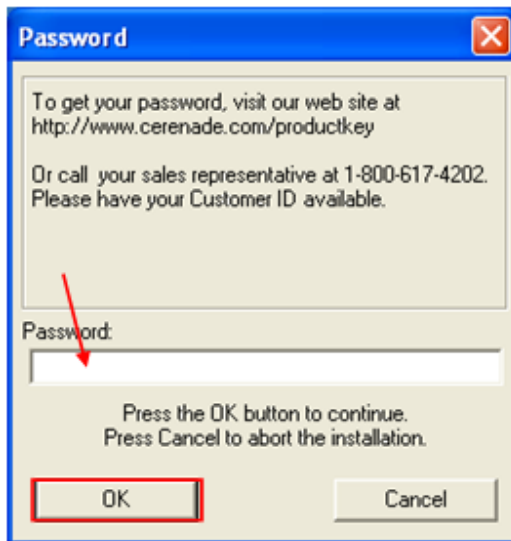 Password
To get your password, visit our web site at
http://www.cerenade.com/productkey
Or call your sales representative at 1-800-617-4202.
Please have your Customer ID available.
Password:
Press the OK button to continue.
Press Cancel to abort the installation.
OK
Cancel